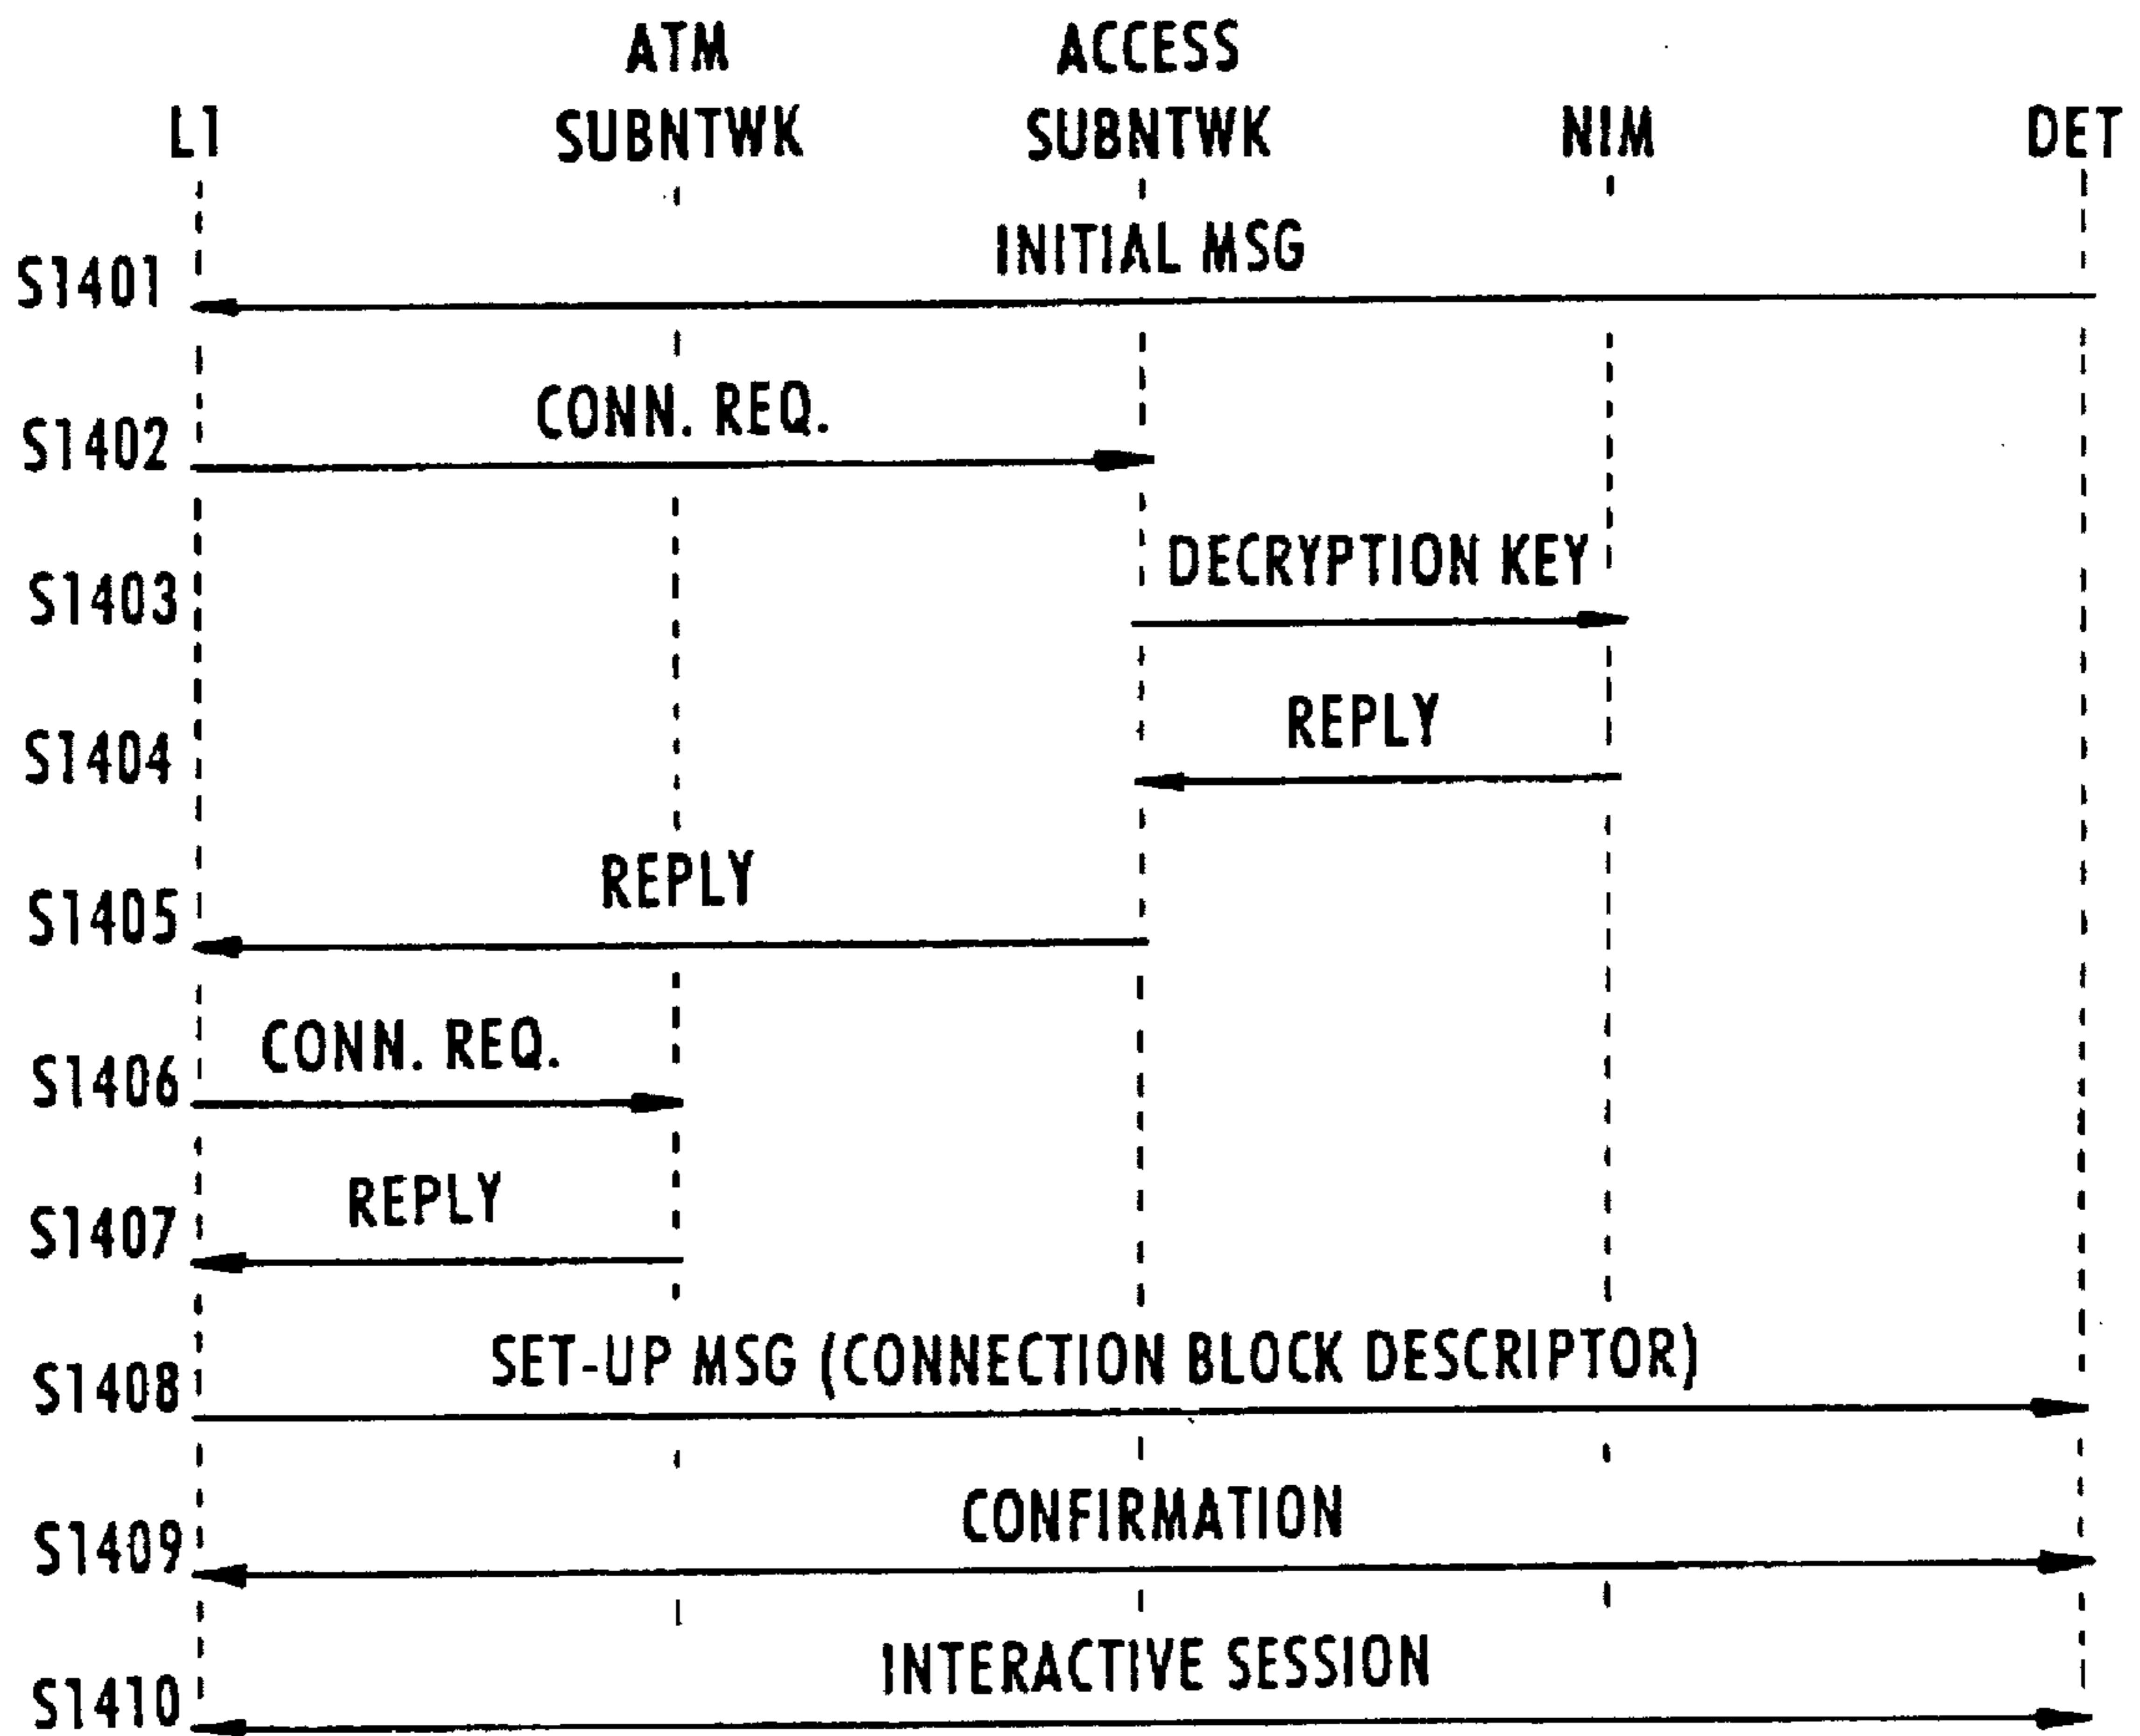 ATM
SUBNTWK
ACCESS
SUBNTWK
L1
NIM
DET
INITIAL MSG
S1401
CONN. REQ.
S1402
DECRYPTION KEY
S1403
REPLY
S1404
REPLY
S1405
CONN. REQ.
S1406
REPLY
S1407
SET-UP MSG (CONNECTION BLOCK DESCRIPTOR)
S1408
CONFIRMATION
S1409
INTERACTIVE SESSION
S1410